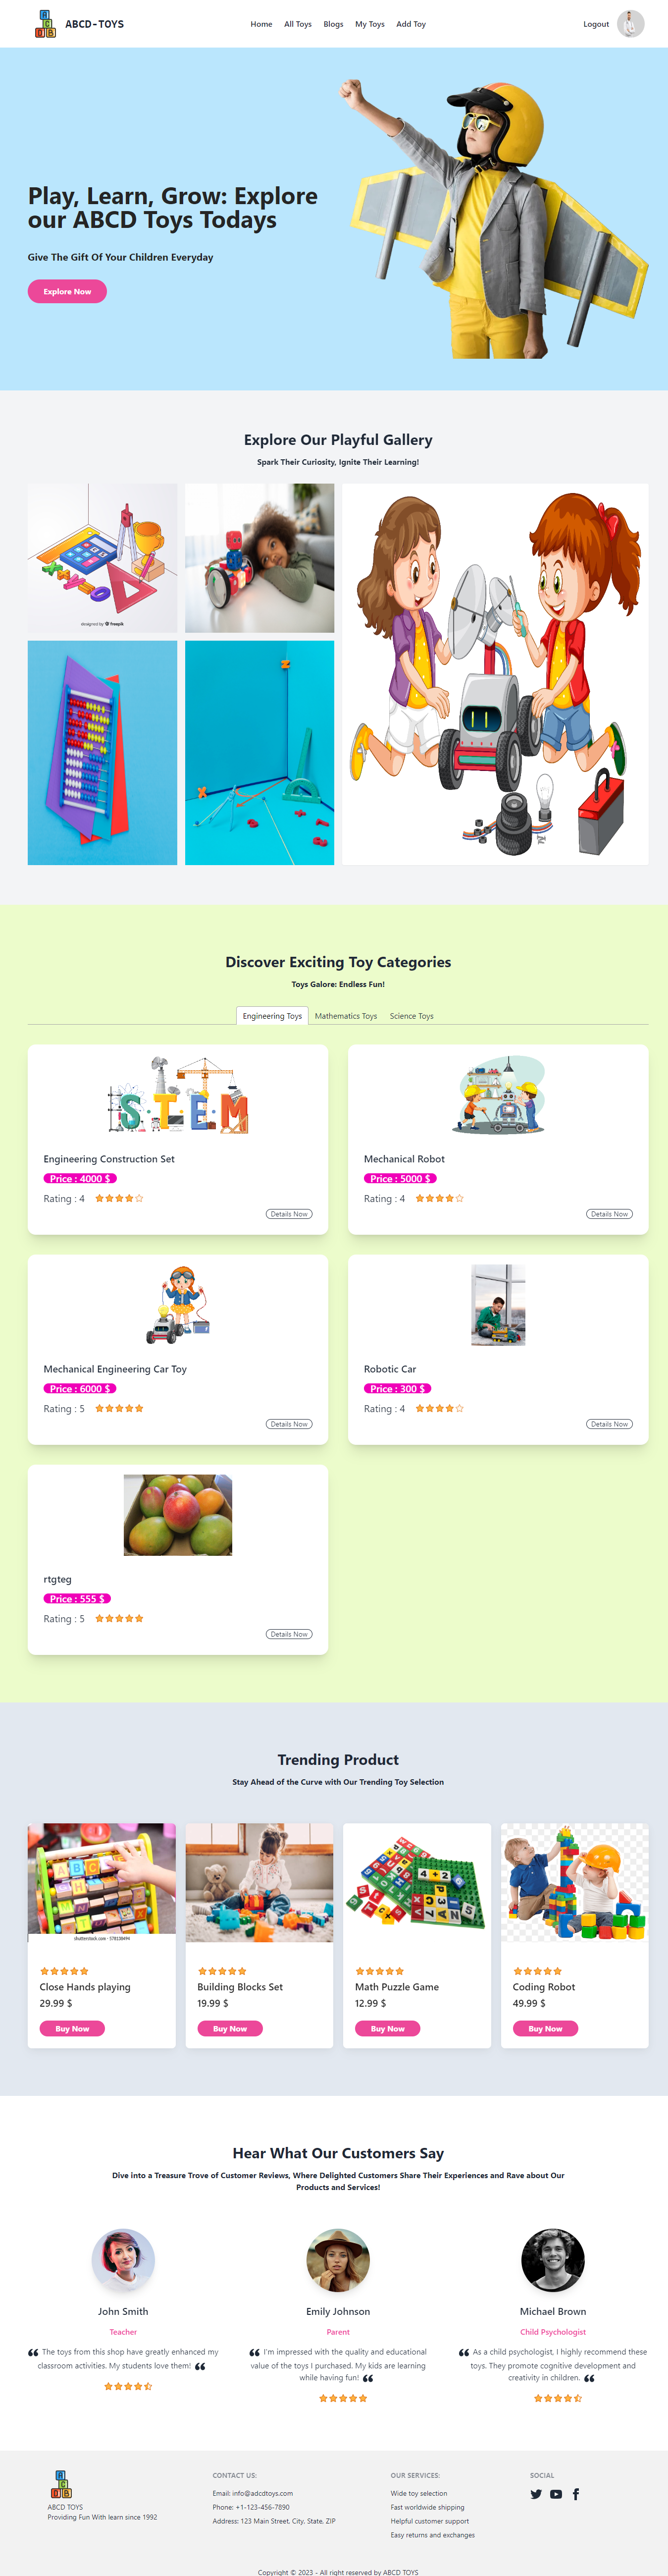 ABCD-TOYS
Home All Toys Blogs My Toys Add Toy
Logout
Play, Learn, Grow: Explore
our ABCD Toys Todays
Give The Gift Of Your Children Everyday
Explore Now
Explore Our Playful Gallery
Spark Their Curiosity, Ignite Their Learning!
designed by freepik
Discover Exciting Toy Categories
Toys Galore: Endless Fun!
Engineering Toys Mathematics Toys Science Toys
S·T·E·M
Engineering Construction Set
Price : 4000 $
Rating : 4
Details Now
Mechanical Robot
Price : 5000 $
Rating : 4
Details Now
Mechanical Engineering Car Toy
Price : 6000 $
Rating : 5
Details Now
Robotic Car
Price : 300 $
Rating : 4
Details Now
rtgteg
Price : 555 $
Rating : 5
Details Now
Trending Product
Stay Ahead of the Curve with Our Trending Toy Selection
Close Hands playing
29.99 $
Buy Now
Building Blocks Set
19.99 $
Buy Now
Math Puzzle Game
12.99 $
Buy Now
Coding Robot
49.99 $
Buy Now
Hear What Our Customers Say
Dive into a Treasure Trove of Customer Reviews, Where Delighted Customers Share Their Experiences and Rave about Our
Products and Services!
John Smith
Teacher
The toys from this shop have greatly enhanced my
classroom activities. My students love them!
Emily Johnson
Parent
I'm impressed with the quality and educational
value of the toys I purchased. My kids are learning
while having fun!
Michael Brown
Child Psychologist
As a child psychologist, I highly recommend these
toys. They promote cognitive development and
creativity in children.
ABCD TOYS
Providing Fun With learn since 1992
CONTACT US:
Email: info@adcdtoys.com
Phone: +1-123-456-7890
Address: 123 Main Street, City, State, ZIP
OUR SERVICES:
Wide toy selection
Fast worldwide shipping
Helpful customer support
Easy returns and exchanges
SOCIAL
Copyright © 2023 - All right reserved by ABCD TOYS